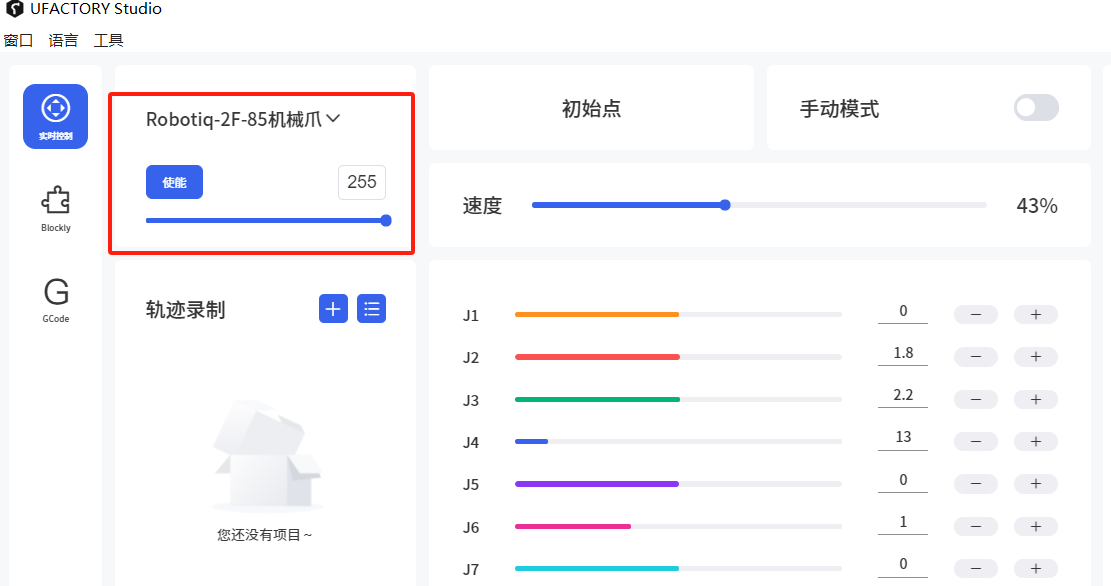 UFACTORY Studio
窗口 语言 工具
实时控制
Blockly
G
GCode
Robotiq-2F-85机械爪
使能 255
轨迹录制
您还没有项目~
初始点
手动模式
速度 43%
J1 0 − +
J2 1.8 − +
J3 2.2 − +
J4 13 − +
J5 0 − +
J6 1 − +
J7 0 − +